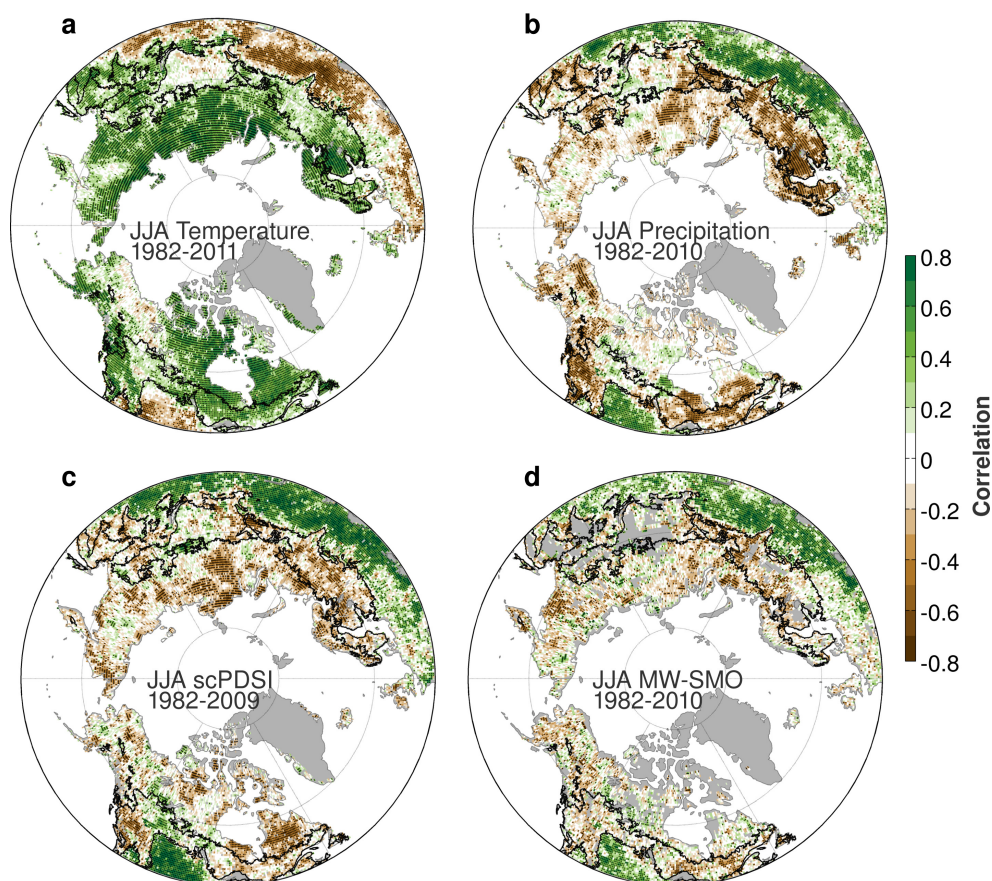 a
b
JJA Temperature
1982-2011
JJA Precipitation
1982-2010
c
d
JJA scPDSI
1982-2009
JJA MW-SMO
1982-2010
0.8
0.6
0.4
0.2
0
-0.2
-0.4
-0.6
-0.8
Correlation